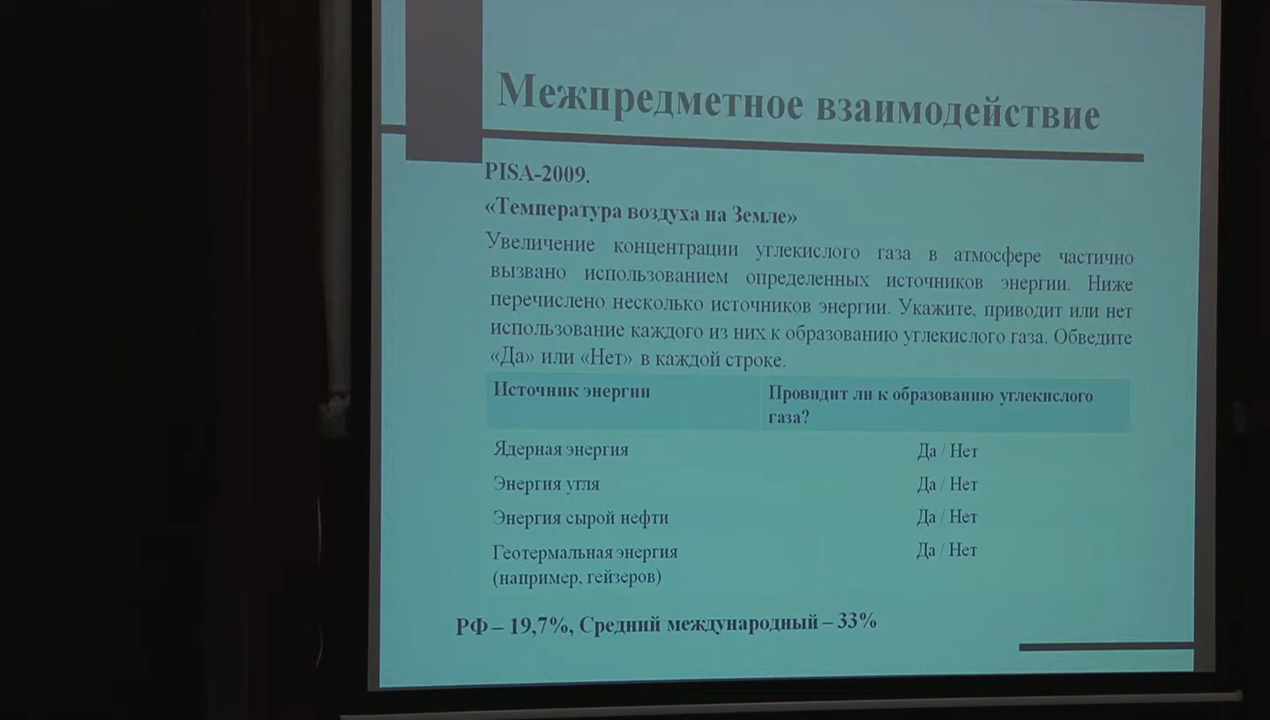 Межпредметное взаимодействие
PISA-2009.
«Температура воздуха на Земле»
Увеличение концентрации углекислого газа в атмосфере частично
вызвано использованием определенных источников энергии. Ниже
перечислено несколько источников энергии. Укажите, приводит или нет
использование каждого из них к образованию углекислого газа. Обведите
«Да» или «Нет» в каждой строке.
Источник энергии
Провидит ли к образованию углекислого
газа?
Ядерная энергия Да / Нет
Энергия угля Да / Нет
Энергия сырой нефти Да / Нет
Геотермальная энергия Да / Нет
(например, гейзеров)
РФ – 19,7%, Средний международный – 33%